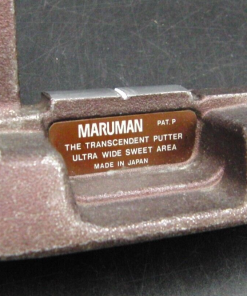 MARUMAN PAT. P
THE TRANSCENDENT PUTTER
ULTRA WIDE SWEET AREA
MADE IN JAPAN